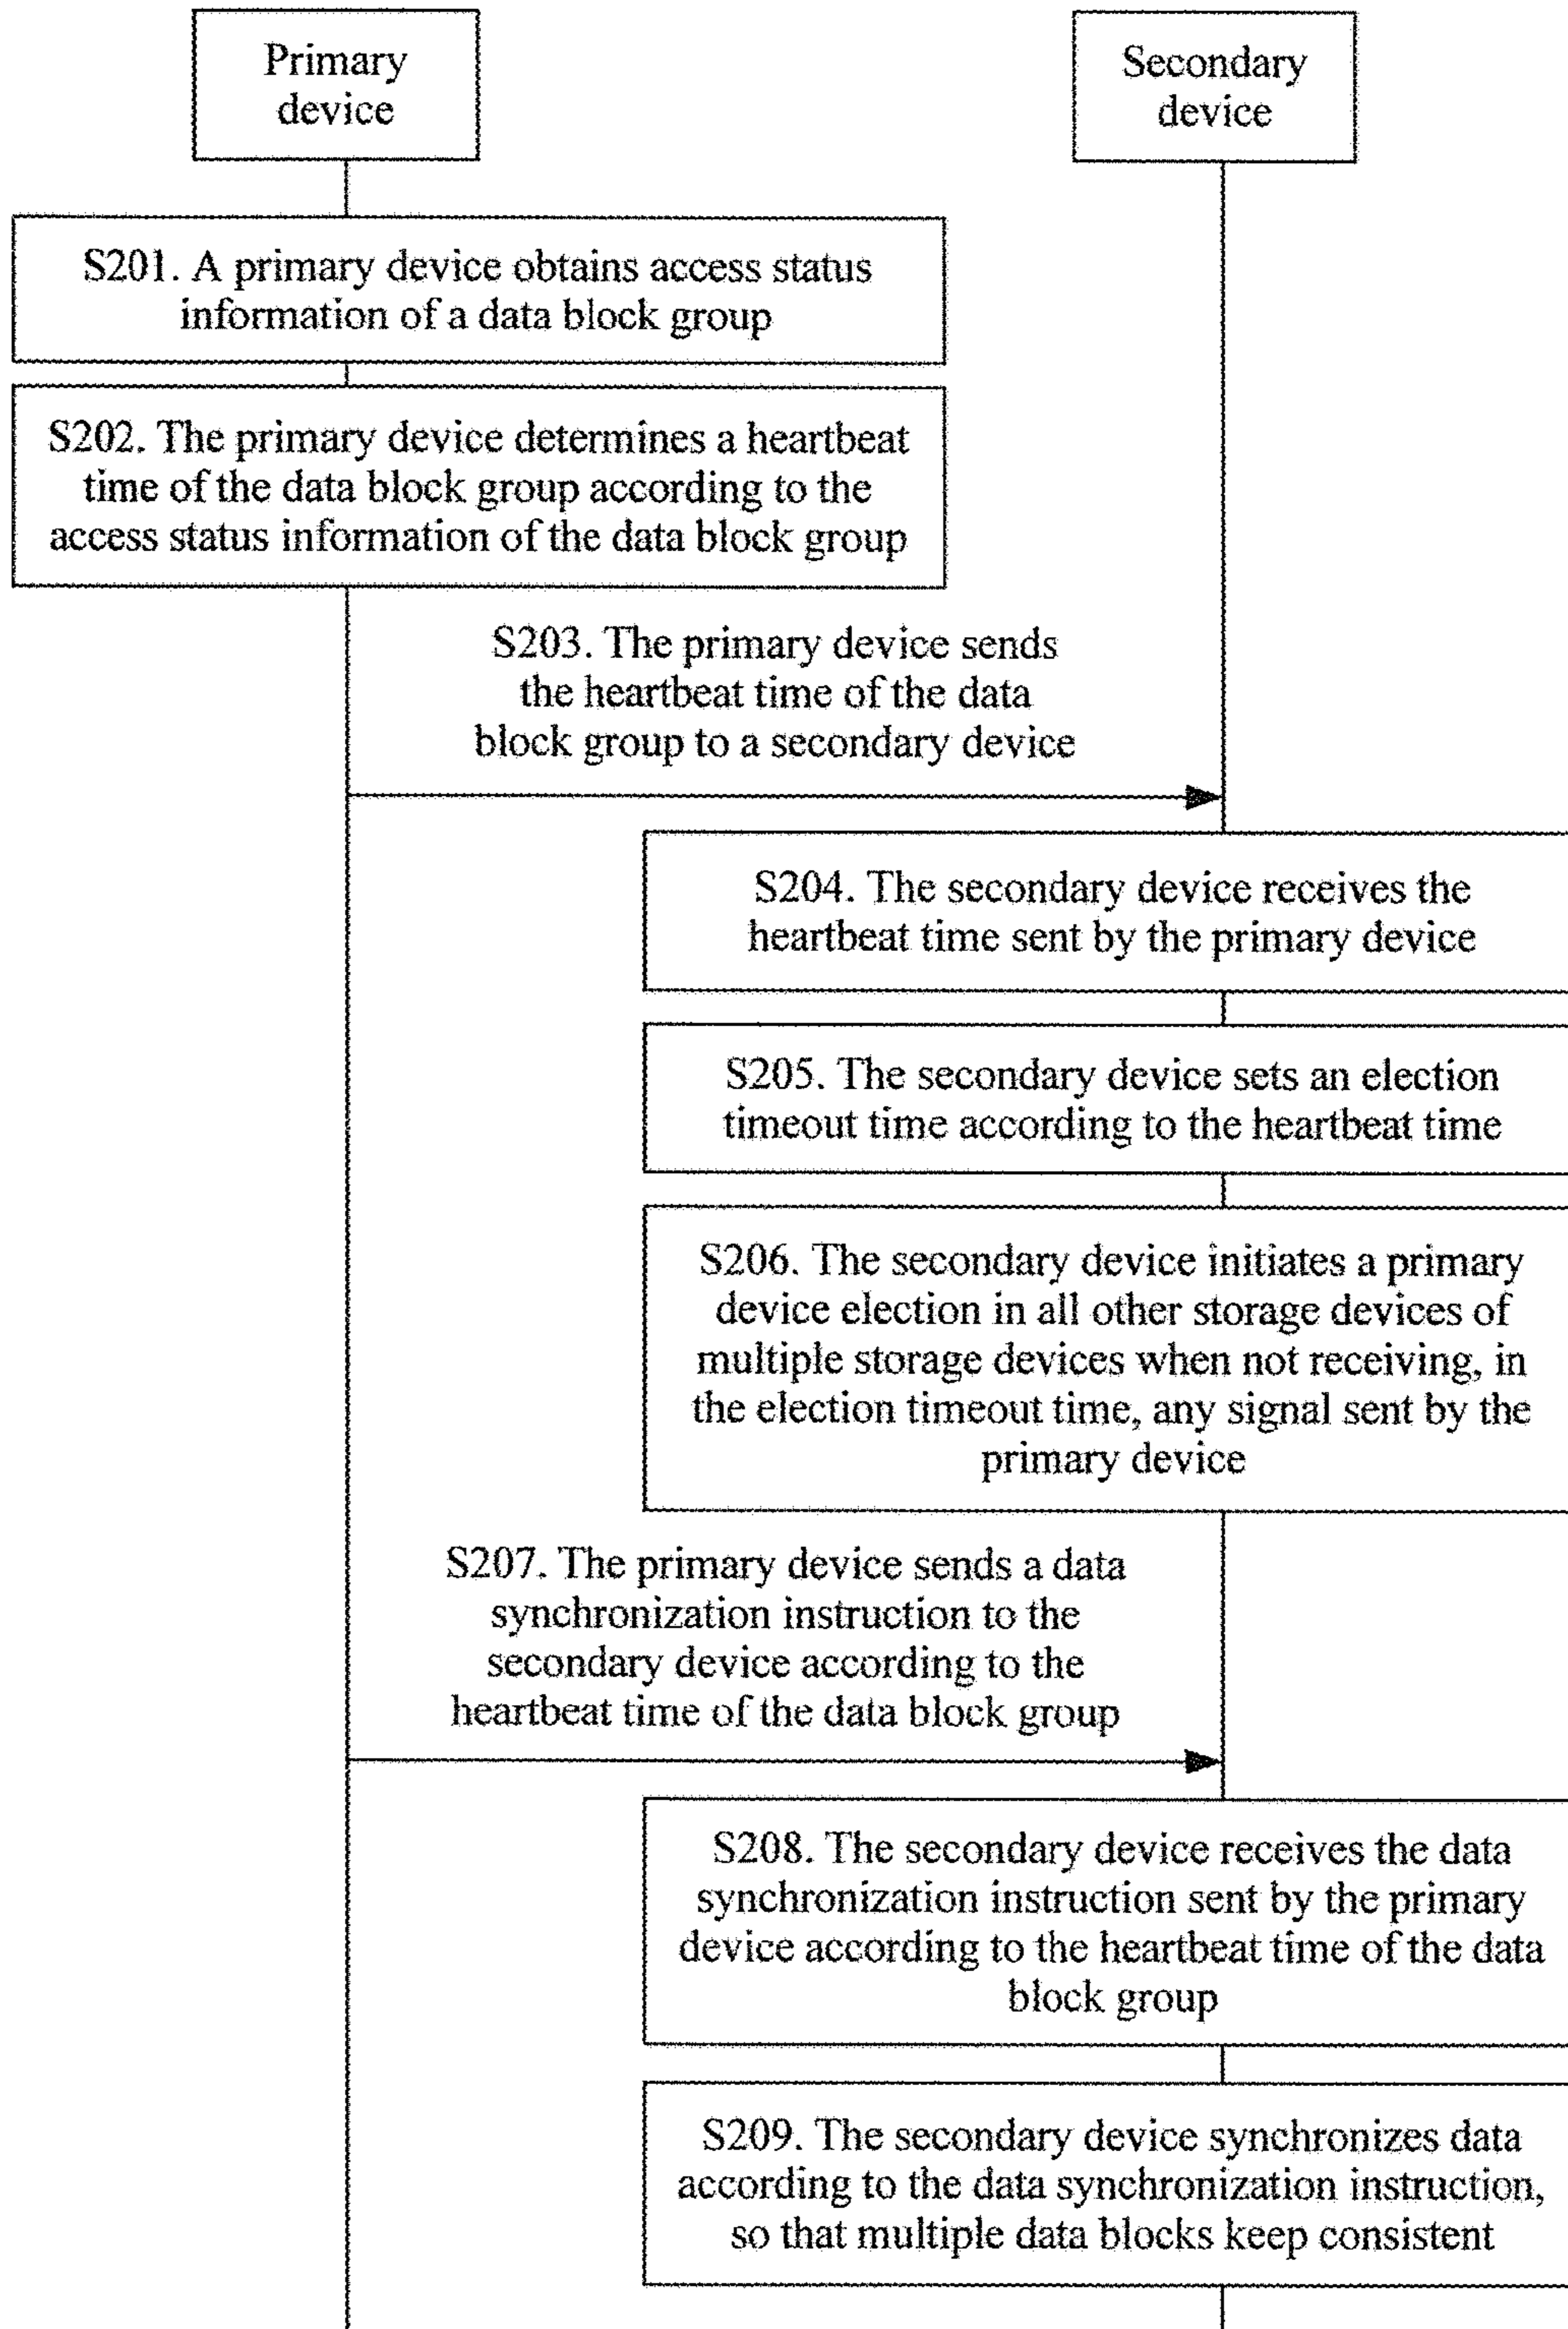 Primary
device
Secondary
device
S201. A primary device obtains access status
information of a data block group
S202. The primary device determines a heartbeat
time of the data block group according to the
access status information of the data block group
S203. The primary device sends
the heartbeat time of the data
block group to a secondary device
S204. The secondary device receives the
heartbeat time sent by the primary device
S205. The secondary device sets an election
timeout time according to the heartbeat time
S206. The secondary device initiates a primary
device election in all other storage devices of
multiple storage devices when not receiving, in
the election timeout time, any signal sent by the
primary device
S207. The primary device sends a data
synchronization instruction to the
secondary device according to the
heartbeat time of the data block group
S208. The secondary device receives the data
synchronization instruction sent by the primary
device according to the heartbeat time of the data
block group
S209. The secondary device synchronizes data
according to the data synchronization instruction,
so that multiple data blocks keep consistent